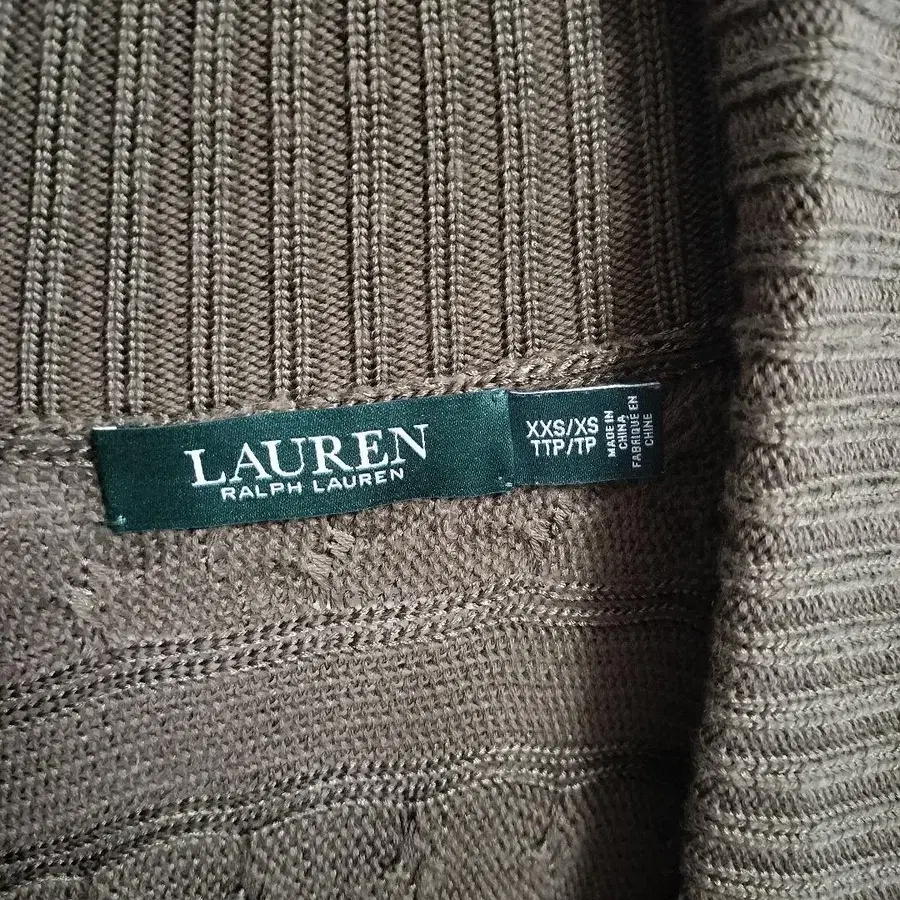 LAUREN
RALPH LAUREN
XXS/XS
TTP/TP
MADE IN
CHINA
FABRIQUE EN
CHINE